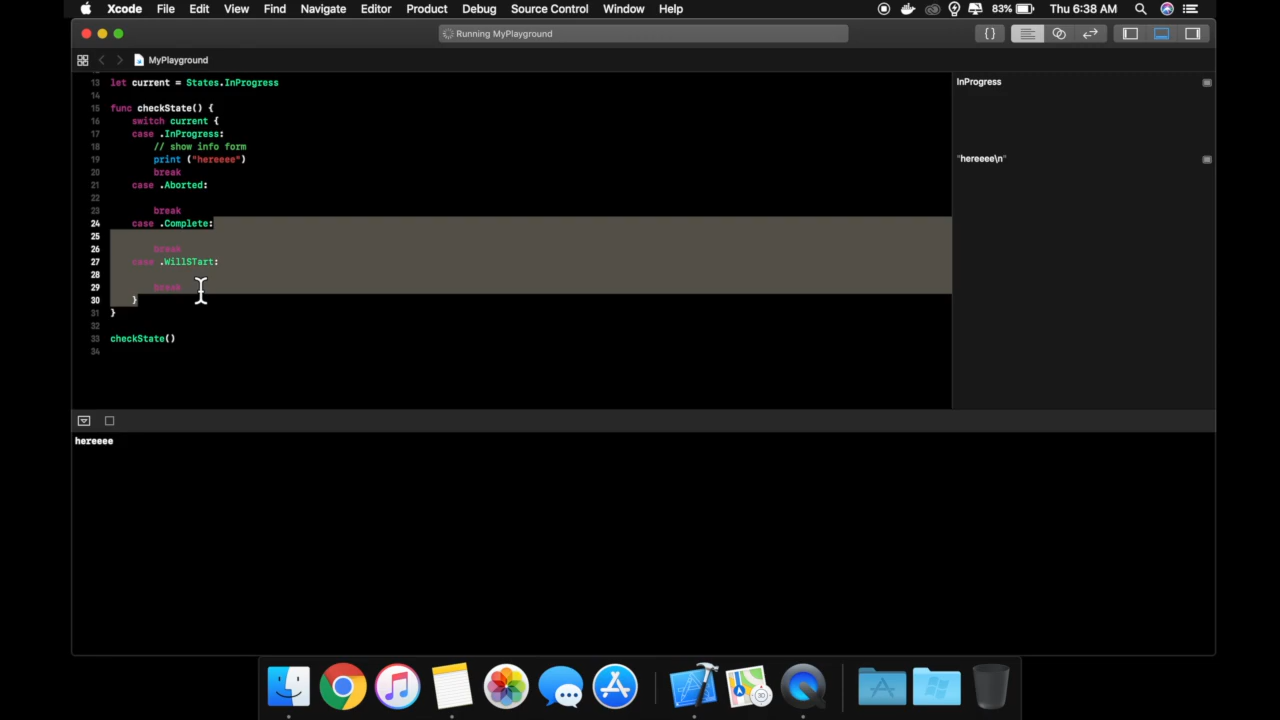 Xcode File Edit View Find Navigate Editor Product Debug Source Control Window Help 83% Thu 6:38 AM
Running MyPlayground { }
MyPlayground
13 let current = States.InProgress InProgress
14
15 func checkState() {
16 switch current {
17 case .InProgress:
18 // show info form
19 print ("hereeee") "hereeee\n"
20 break
21 case .Aborted:
22
23 break
24 case .Complete:
25
26 break
27 case .WillSTart:
28
29 break
30 }
31 }
32
33 checkState()
34
hereeee